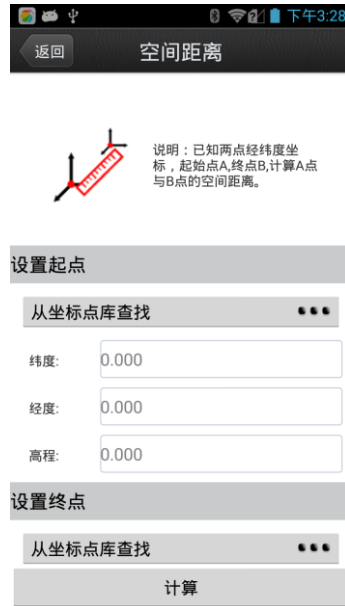 下午3:28
返回
空间距离
说明：已知两点经纬度坐
标，起始点A,终点B,计算A点
与B点的空间距离。
设置起点
从坐标点库查找
纬度:
0.000
经度:
0.000
高程:
0.000
设置终点
从坐标点库查找
计算